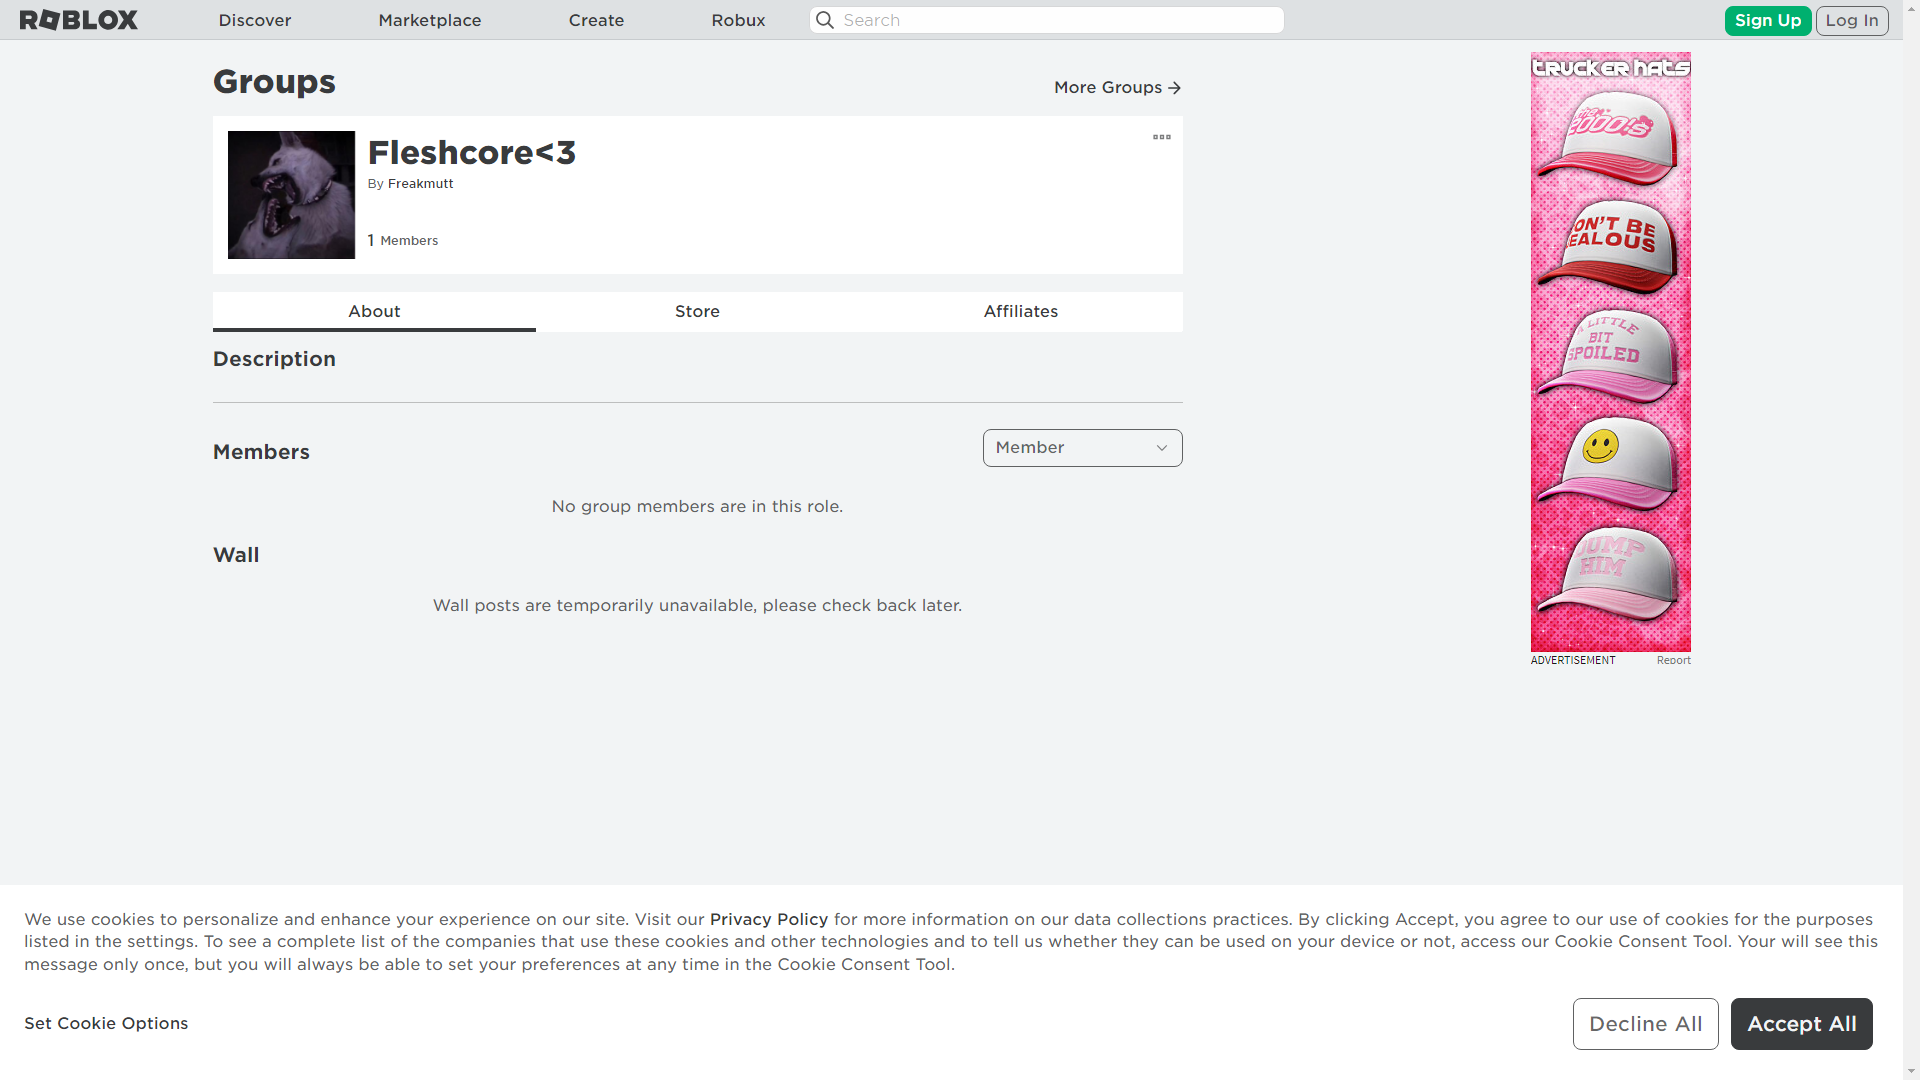 ROBLOX
Discover
Marketplace
Create
Robux
Search
Sign Up
Log In
Groups
More Groups
Fleshcore<3
By Freakmutt
1 Members
About
Store
Affiliates
Description
Members
Member
No group members are in this role.
Wall
Wall posts are temporarily unavailable, please check back later.
TRUCKER HATS
THE 2000'S
ON'T BE
EALOUS
A LITTLE
BIT
SPOILED
JUMP
HIM
ADVERTISEMENT
Report
We use cookies to personalize and enhance your experience on our site. Visit our Privacy Policy for more information on our data collections practices. By clicking Accept, you agree to our use of cookies for the purposes
listed in the settings. To see a complete list of the companies that use these cookies and other technologies and to tell us whether they can be used on your device or not, access our Cookie Consent Tool. Your will see this
message only once, but you will always be able to set your preferences at any time in the Cookie Consent Tool.
Set Cookie Options
Decline All
Accept All